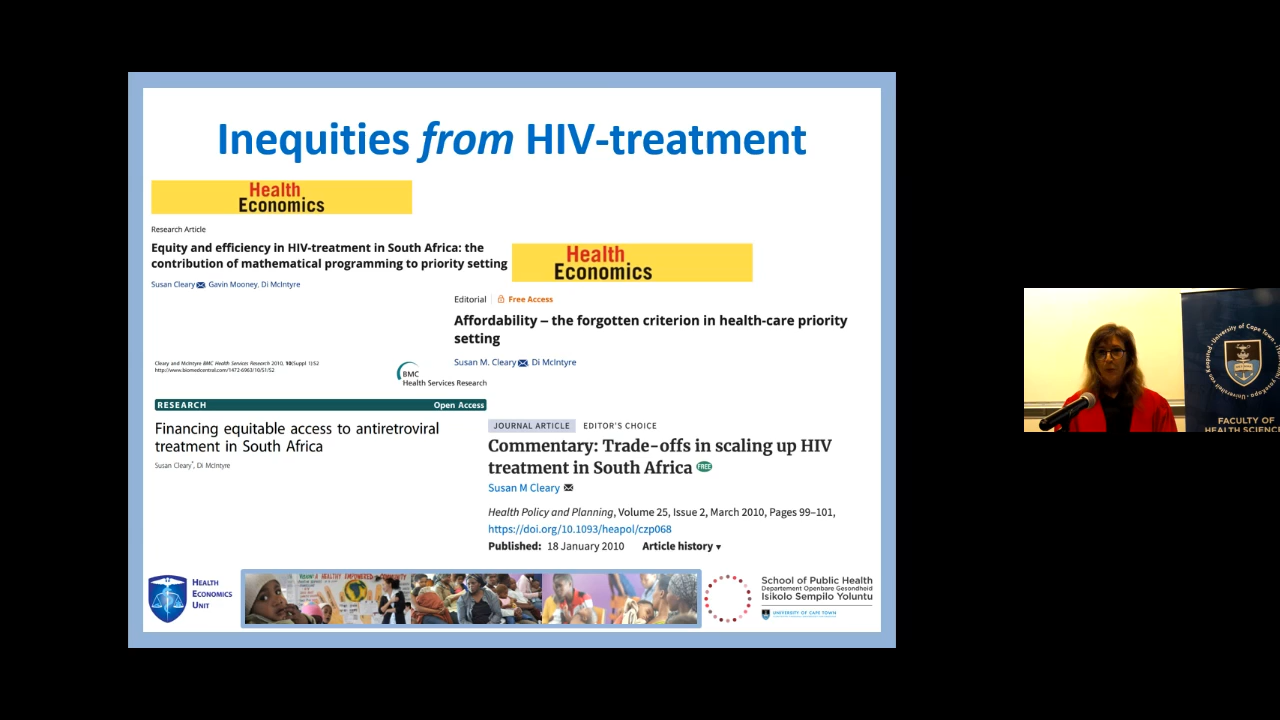 Inequities from HIV-treatment
Health
Economics
Research Article
Equity and efficiency in HIV-treatment in South Africa: the
contribution of mathematical programming to priority setting
Susan Cleary, Gavin Mooney, Di McIntyre
Health
Economics
Editorial
Free Access
Affordability – the forgotten criterion in health-care priority
setting
Susan M. Cleary, Di McIntyre
Cleary and McIntyre BMC Health Services Research 2010, 10(Suppl 1):S2
http://www.biomedcentral.com/1472-6963/10/S1/S2
BMC
Health Services Research
RESEARCH
Open Access
Financing equitable access to antiretroviral
treatment in South Africa
Susan Cleary*, Di McIntyre
JOURNAL ARTICLE EDITOR'S CHOICE
Commentary: Trade-offs in scaling up HIV
treatment in South Africa FREE
Susan M Cleary
Health Policy and Planning, Volume 25, Issue 2, March 2010, Pages 99–101,
https://doi.org/10.1093/heapol/czp068
Published: 18 January 2010 Article history ▾
HEALTH
ECONOMICS
UNIT
A HEALTHY EMPOWERED COMMUNITY
School of Public Health
Departement Openbare Gesondheid
Isikolo Sempilo Yoluntu
UNIVERSITY OF CAPE TOWN
University of Cape Town
FACULTY OF
HEALTH SCIENCE